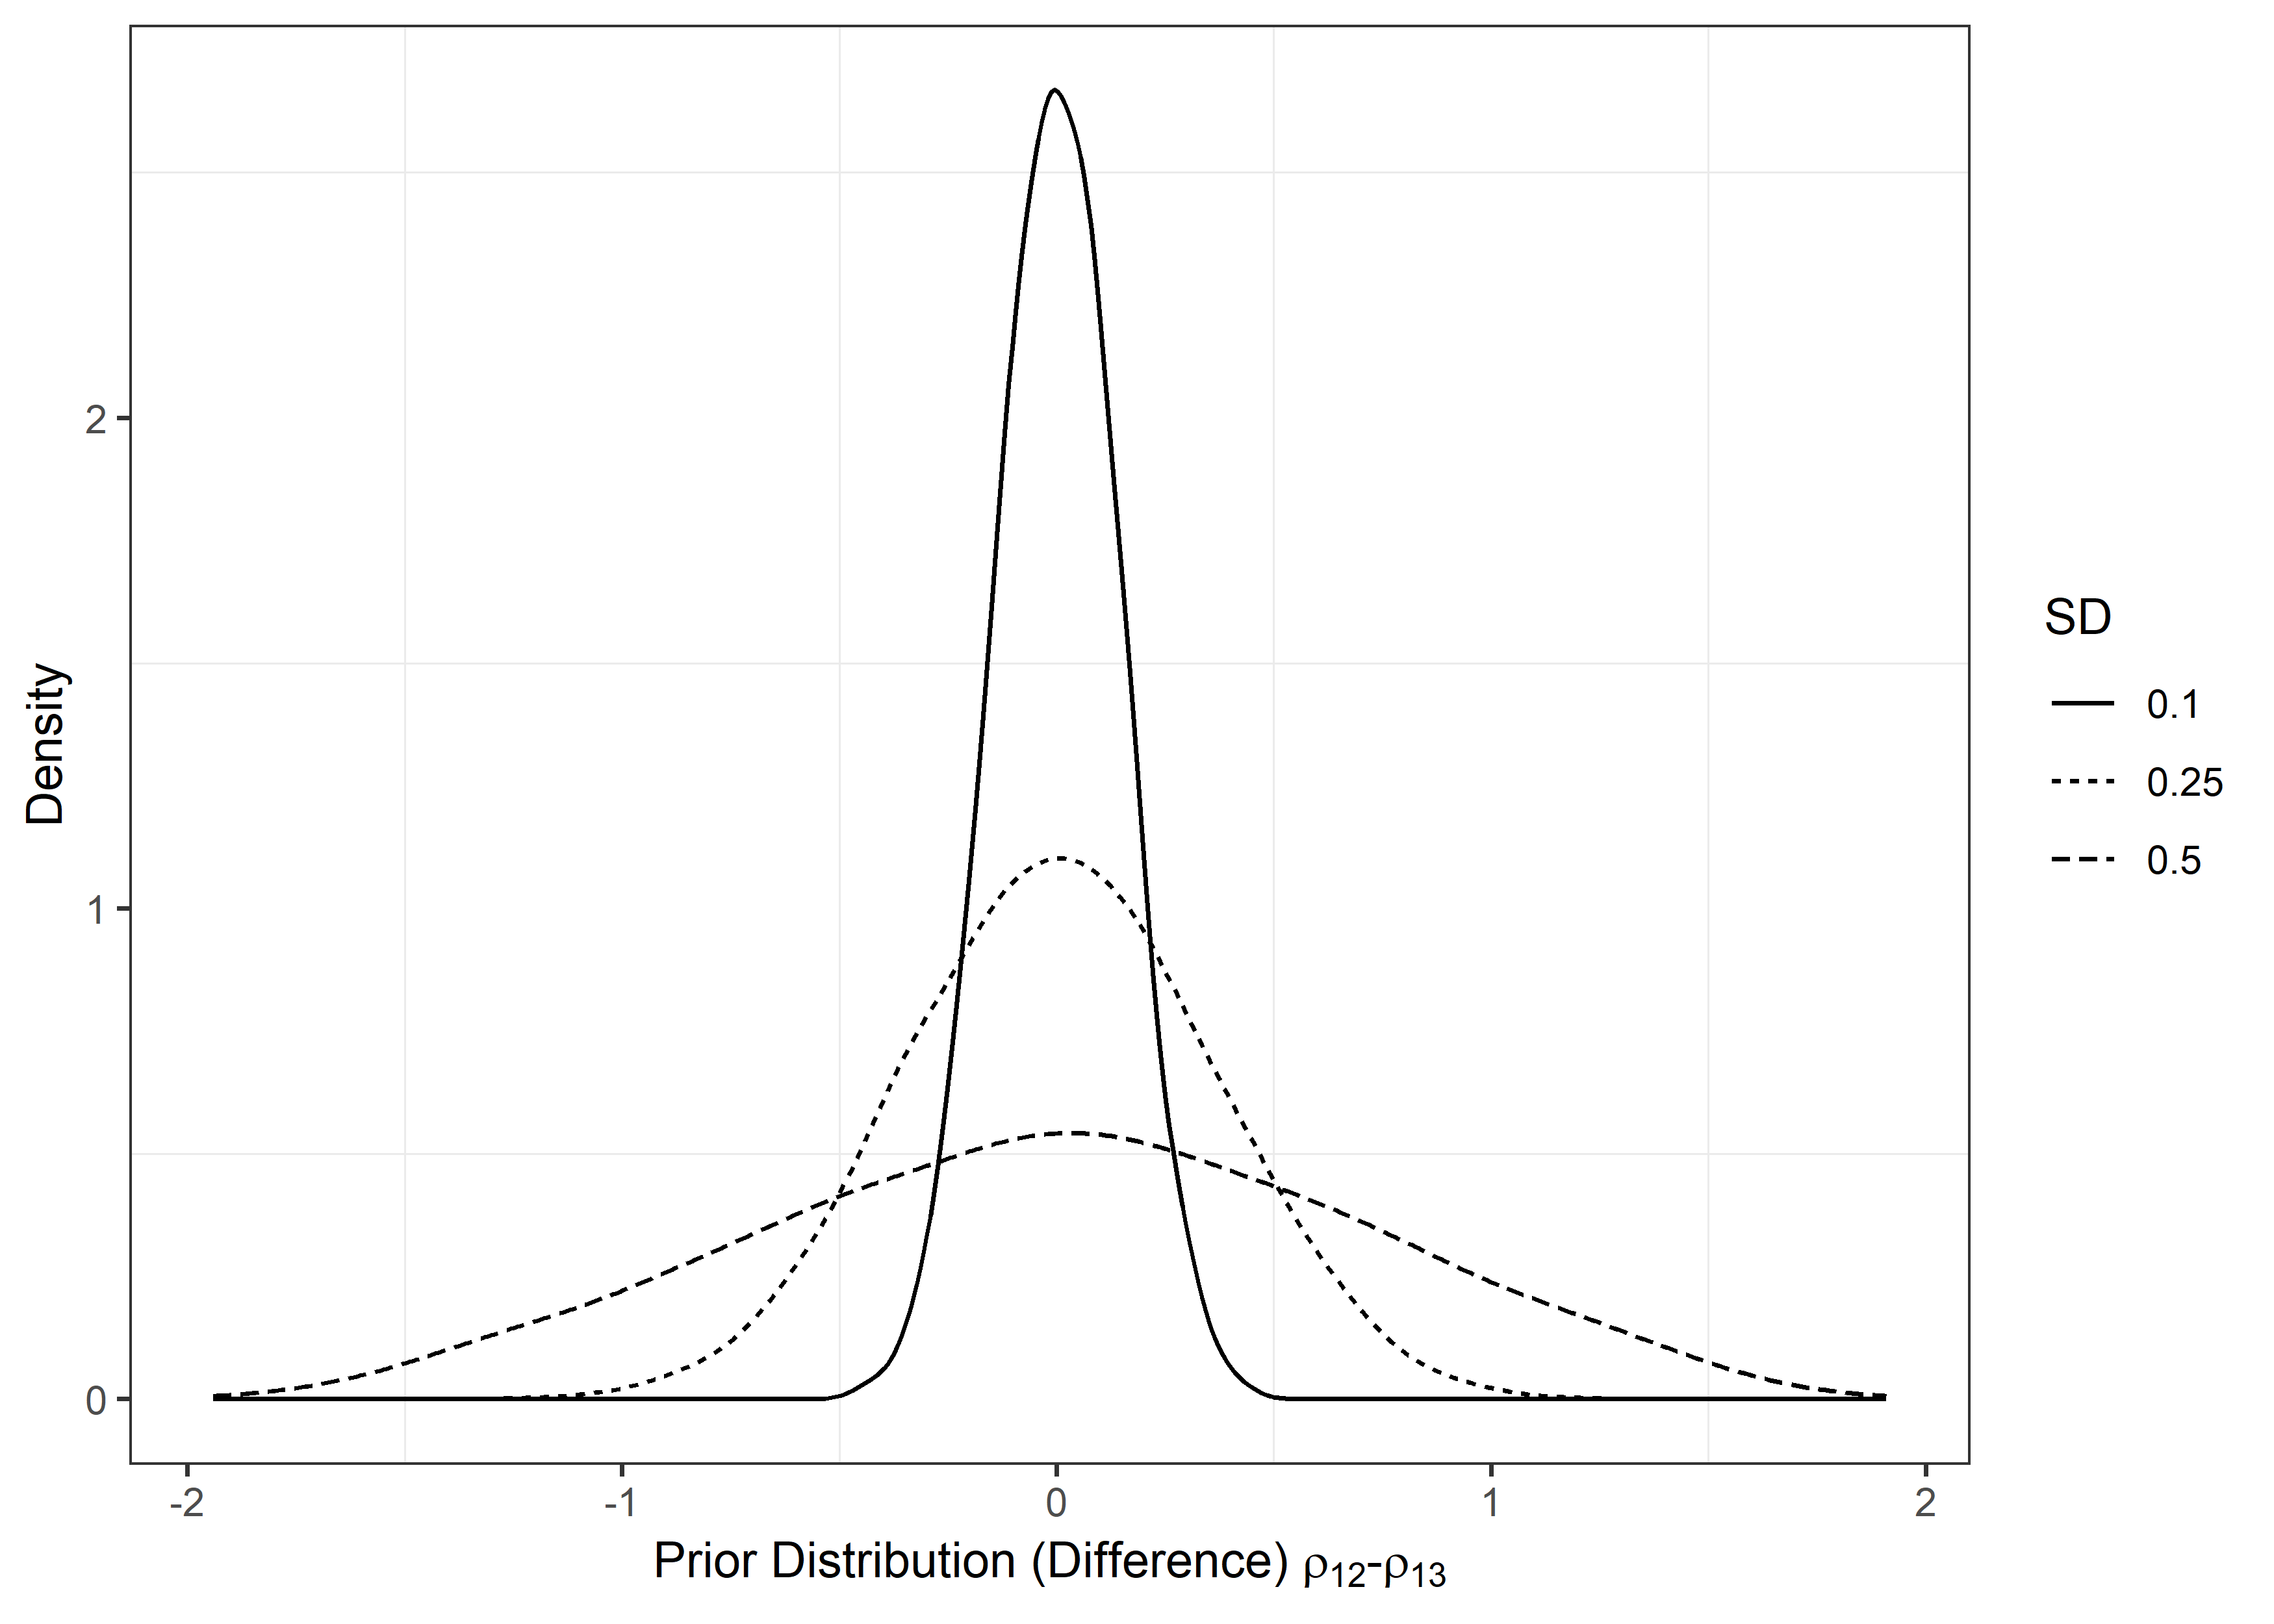 Density
2
1
0
-2 -1 0 1 2
Prior Distribution (Difference) ρ₁₂-ρ₁₃
SD
0.1
0.25
0.5